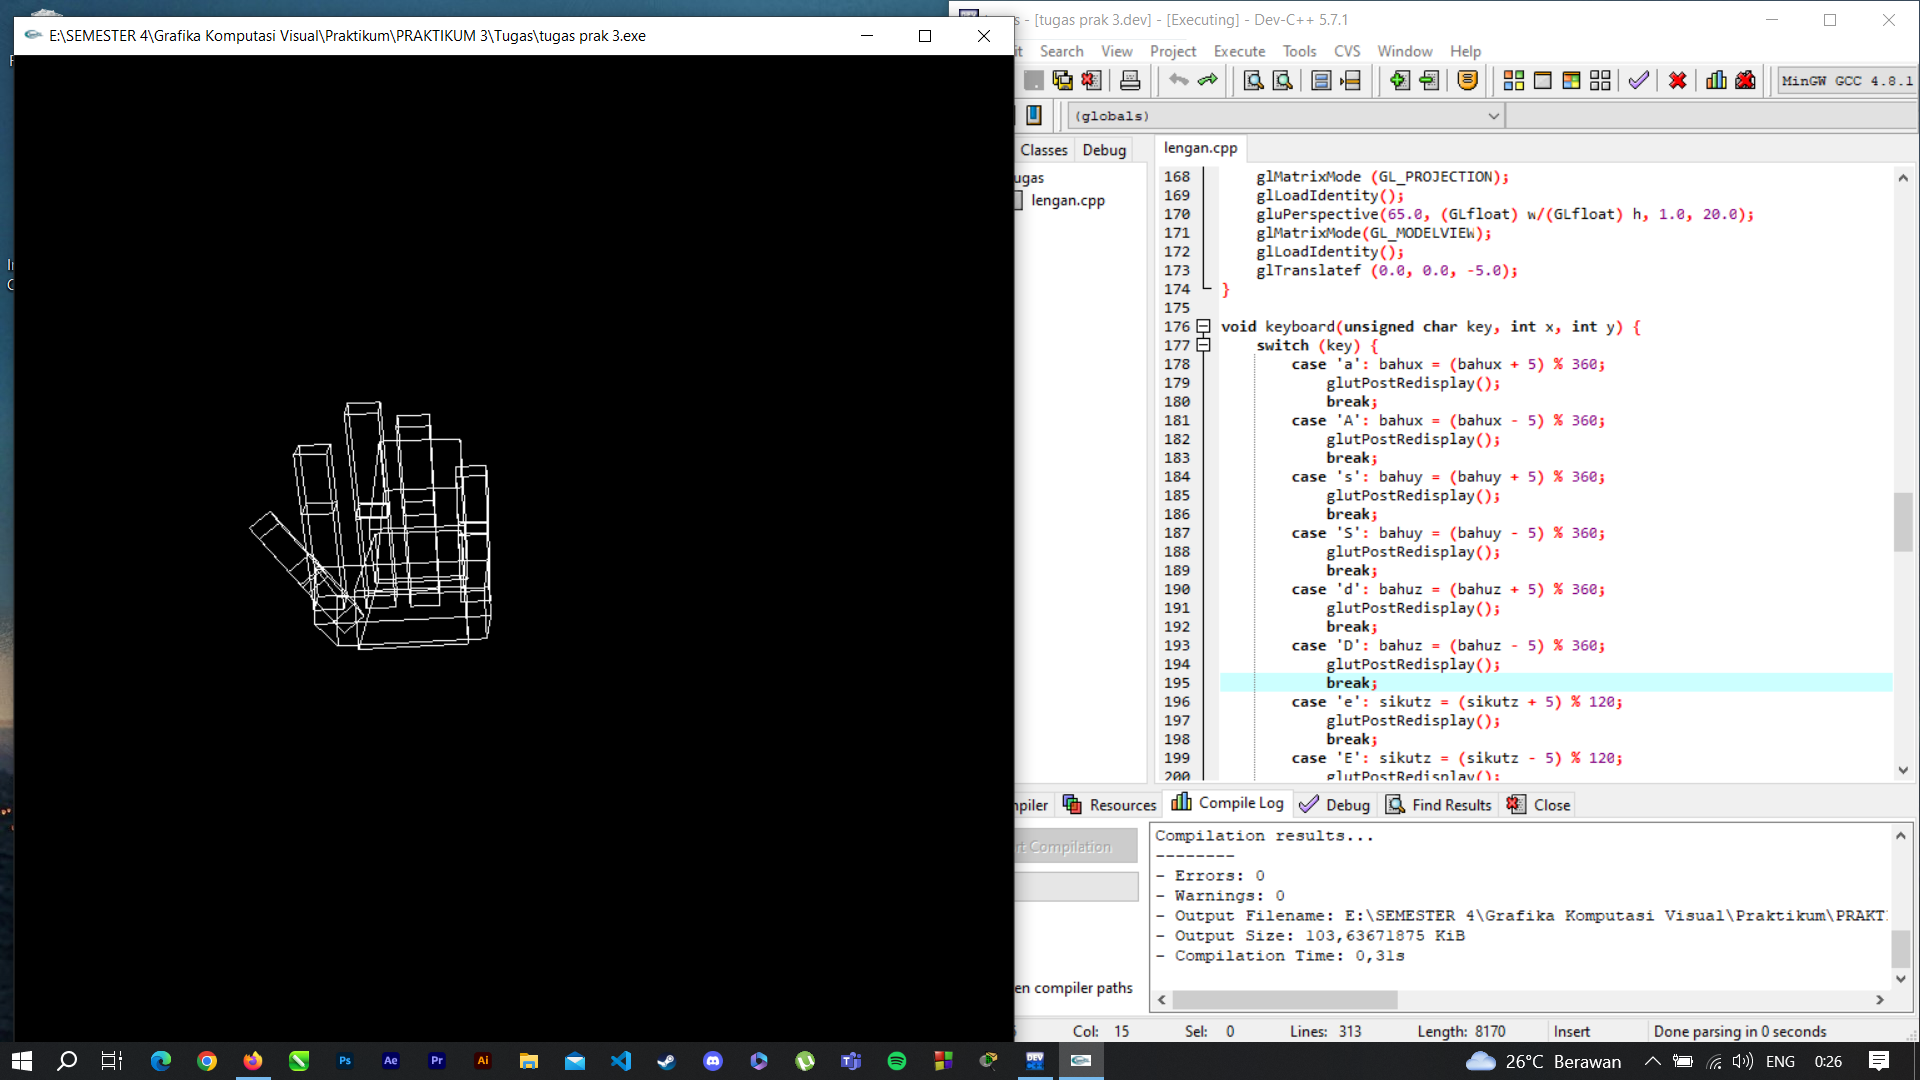 E:\SEMESTER 4\Grafika Komputasi Visual\Praktikum\PRAKTIKUM 3\Tugas\tugas prak 3.exe
- [tugas prak 3.dev] - [Executing] - Dev-C++ 5.7.1
Search View Project Execute Tools CVS Window Help
MinGW GCC 4.8.1
(globals)
Classes Debug
lengan.cpp
ugas
lengan.cpp
168 glMatrixMode (GL_PROJECTION);
169 glLoadIdentity();
170 gluPerspective(65.0, (GLfloat) w/(GLfloat) h, 1.0, 20.0);
171 glMatrixMode(GL_MODELVIEW);
172 glLoadIdentity();
173 glTranslatef (0.0, 0.0, -5.0);
174 }
175
176 void keyboard(unsigned char key, int x, int y) {
177 switch (key) {
178 case 'a': bahux = (bahux + 5) % 360;
179 glutPostRedisplay();
180 break;
181 case 'A': bahux = (bahux - 5) % 360;
182 glutPostRedisplay();
183 break;
184 case 's': bahuy = (bahuy + 5) % 360;
185 glutPostRedisplay();
186 break;
187 case 'S': bahuy = (bahuy - 5) % 360;
188 glutPostRedisplay();
189 break;
190 case 'd': bahuz = (bahuz + 5) % 360;
191 glutPostRedisplay();
192 break;
193 case 'D': bahuz = (bahuz - 5) % 360;
194 glutPostRedisplay();
195 break;
196 case 'e': sikutz = (sikutz + 5) % 120;
197 glutPostRedisplay();
198 break;
199 case 'E': sikutz = (sikutz - 5) % 120;
200 glutPostRedisplay();
mpiler Resources Compile Log Debug Find Results Close
rt Compilation
en compiler paths
Compilation results...
--------
- Errors: 0
- Warnings: 0
- Output Filename: E:\SEMESTER 4\Grafika Komputasi Visual\Praktikum\PRAKT
- Output Size: 103,63671875 KiB
- Compilation Time: 0,31s
Col: 15 Sel: 0 Lines: 313 Length: 8170 Insert Done parsing in 0 seconds
Ps Ae Pr Ai DEV
26°C Berawan ENG 0:26